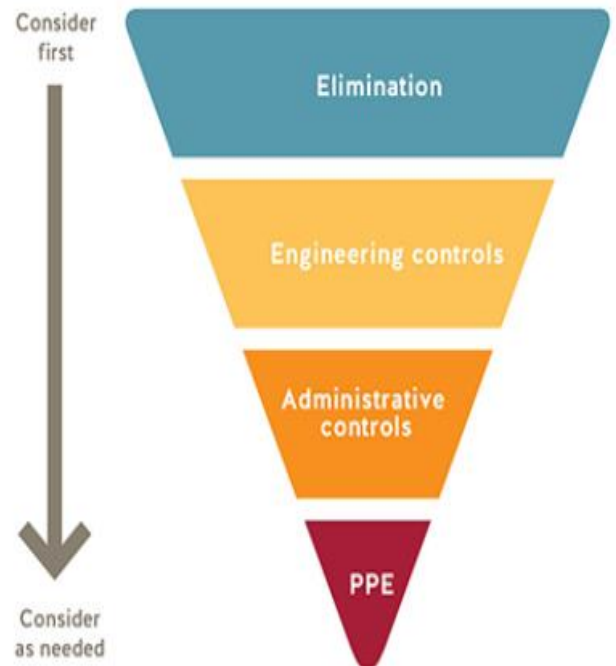 Consider
first
Elimination
Engineering controls
Administrative
controls
PPE
Consider
as needed